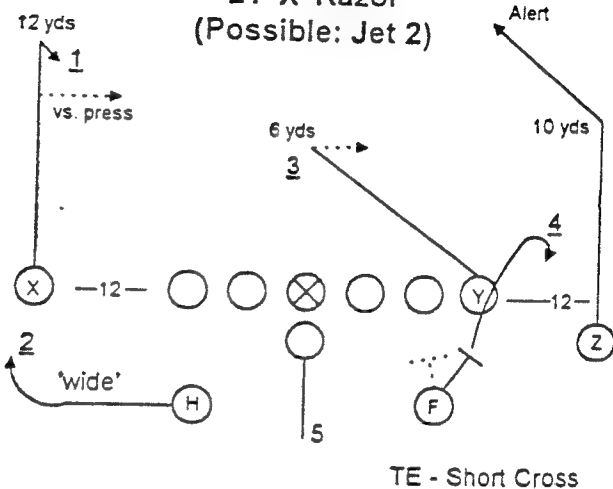 (Possible: Jet 2)
Alert
12 yds
1
vs. press
6 yds
3
10 yds
4
X
12
Y
12
Z
2
'wide'
H
F
5
TE - Short Cross